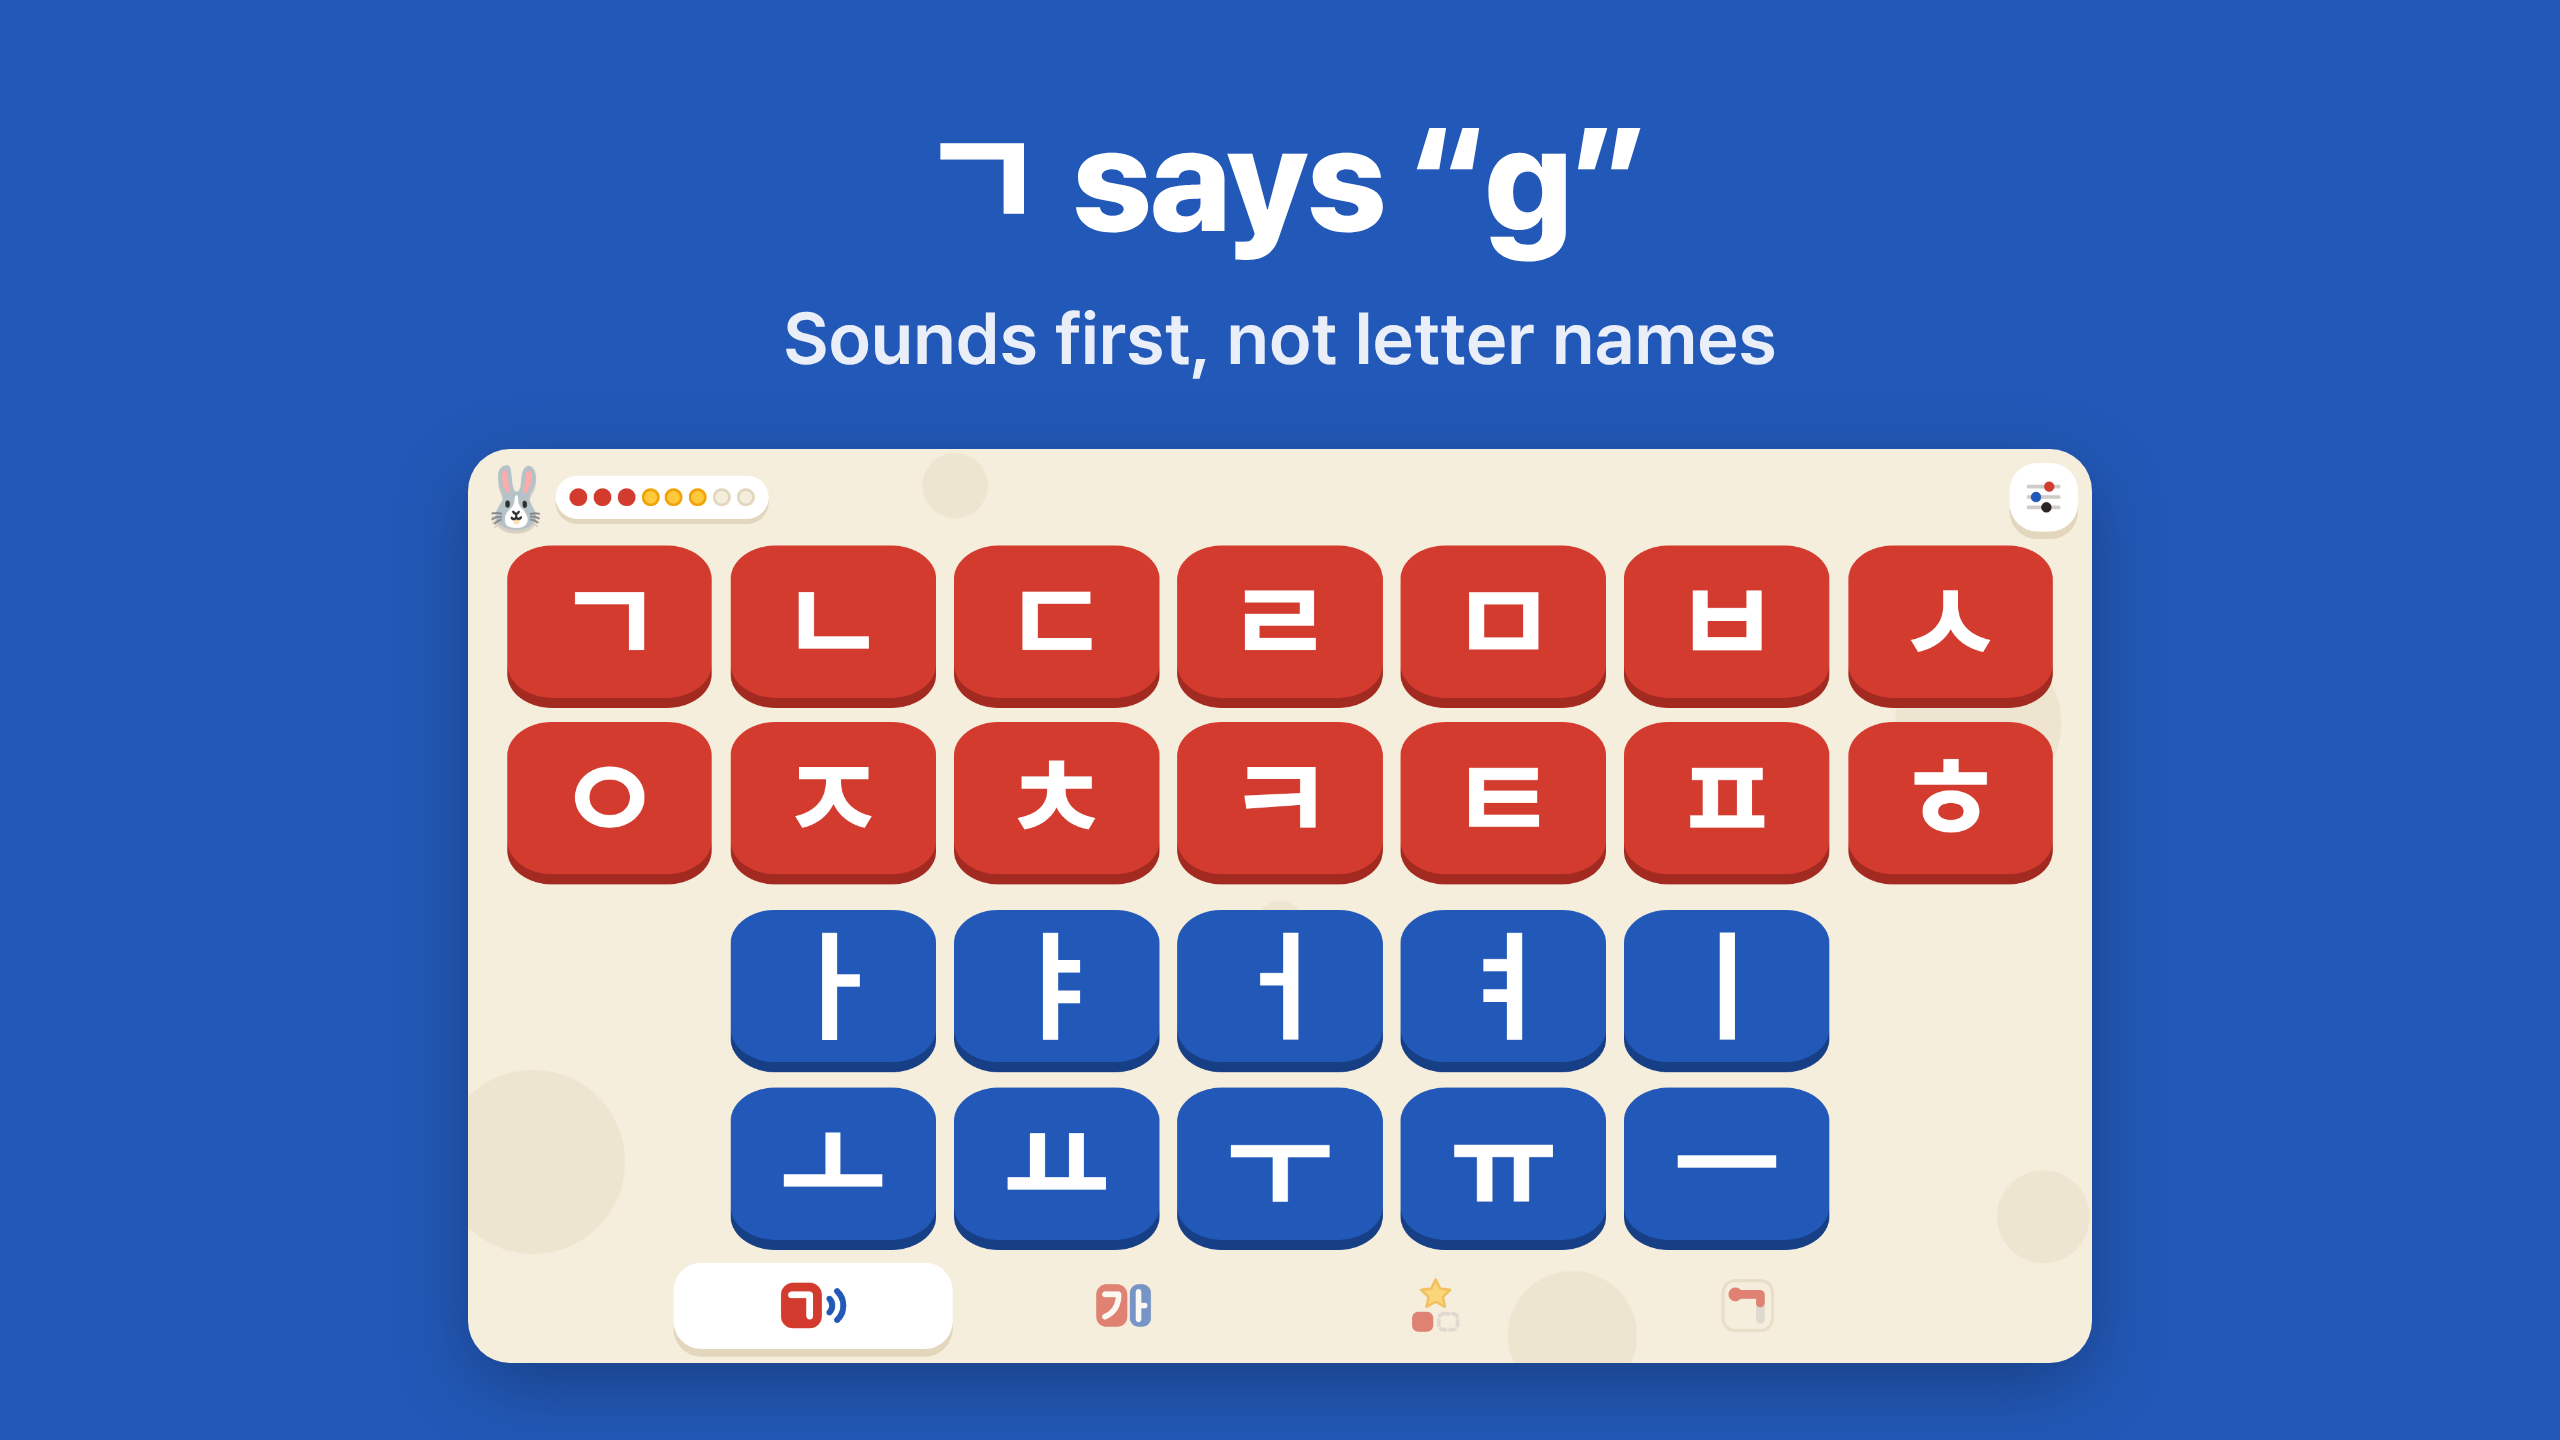 ㄱ says “g”
Sounds first, not letter names
ㄱ ㄴ ㄷ ㄹ ㅁ ㅂ ㅅ
ㅇ ㅈ ㅊ ㅋ ㅌ ㅍ ㅎ
ㅏ ㅑ ㅓ ㅕ ㅣ
ㅗ ㅛ ㅜ ㅠ ㅡ
ㄱ 가 ㄱ